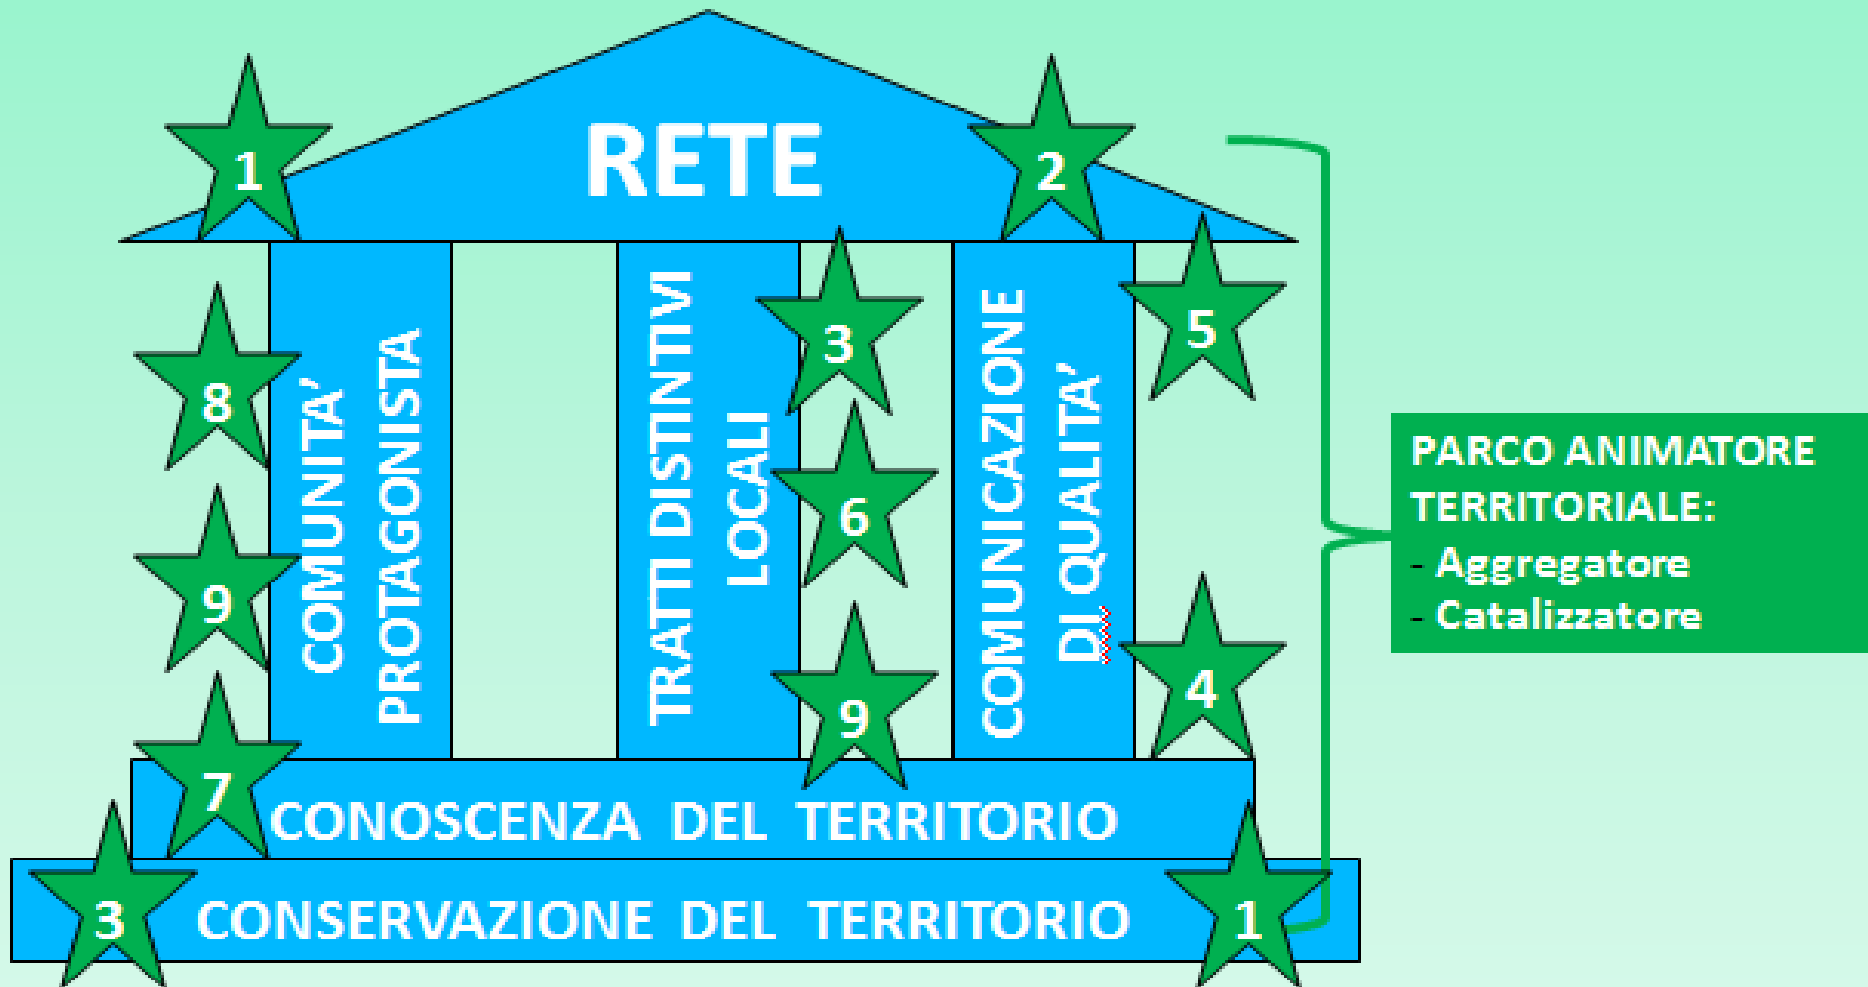 1
RETE
2
8
9
7
COMUNITA’
PROTAGONISTA
TRATTI DISTINTIVI
LOCALI
3
6
9
COMUNICAZIONE
DI QUALITA’
5
4
CONOSCENZA DEL TERRITORIO
3
CONSERVAZIONE DEL TERRITORIO
1
PARCO ANIMATORE
TERRITORIALE:
- Aggregatore
- Catalizzatore